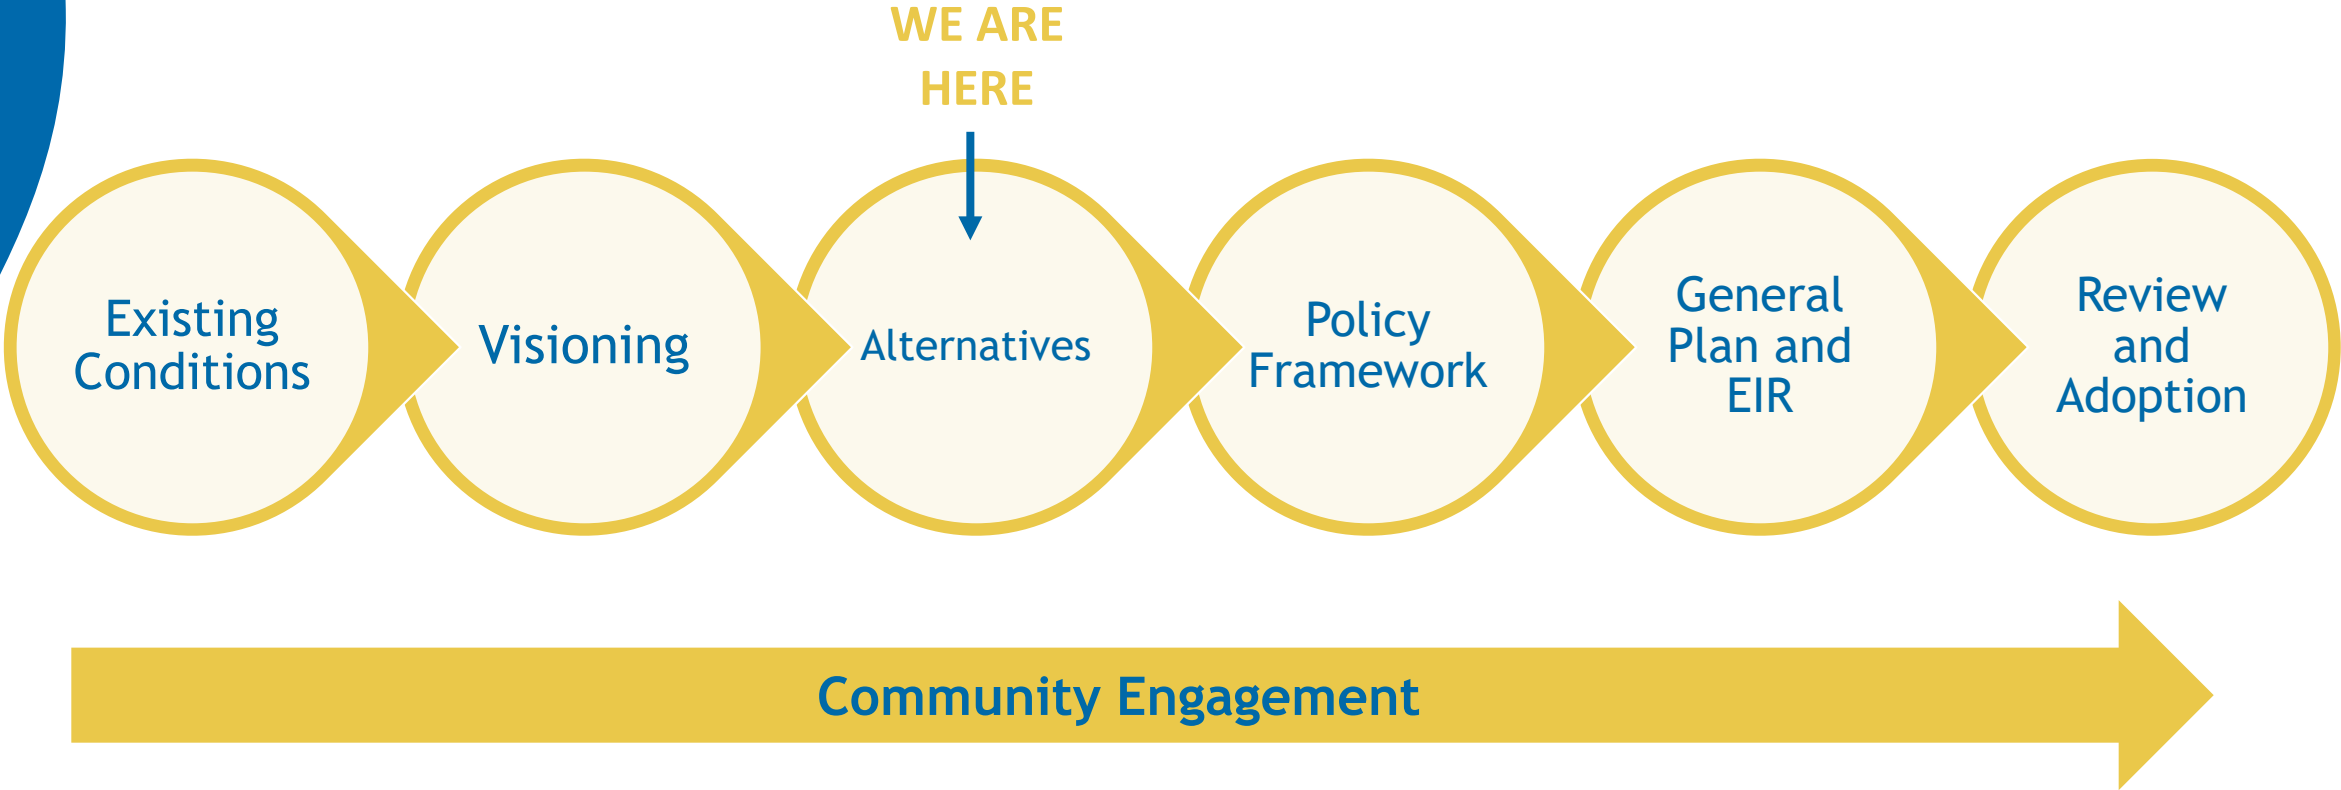 WE ARE
HERE
Existing
Conditions
Visioning
Alternatives
Policy
Framework
General
Plan and
EIR
Review
and
Adoption
Community Engagement